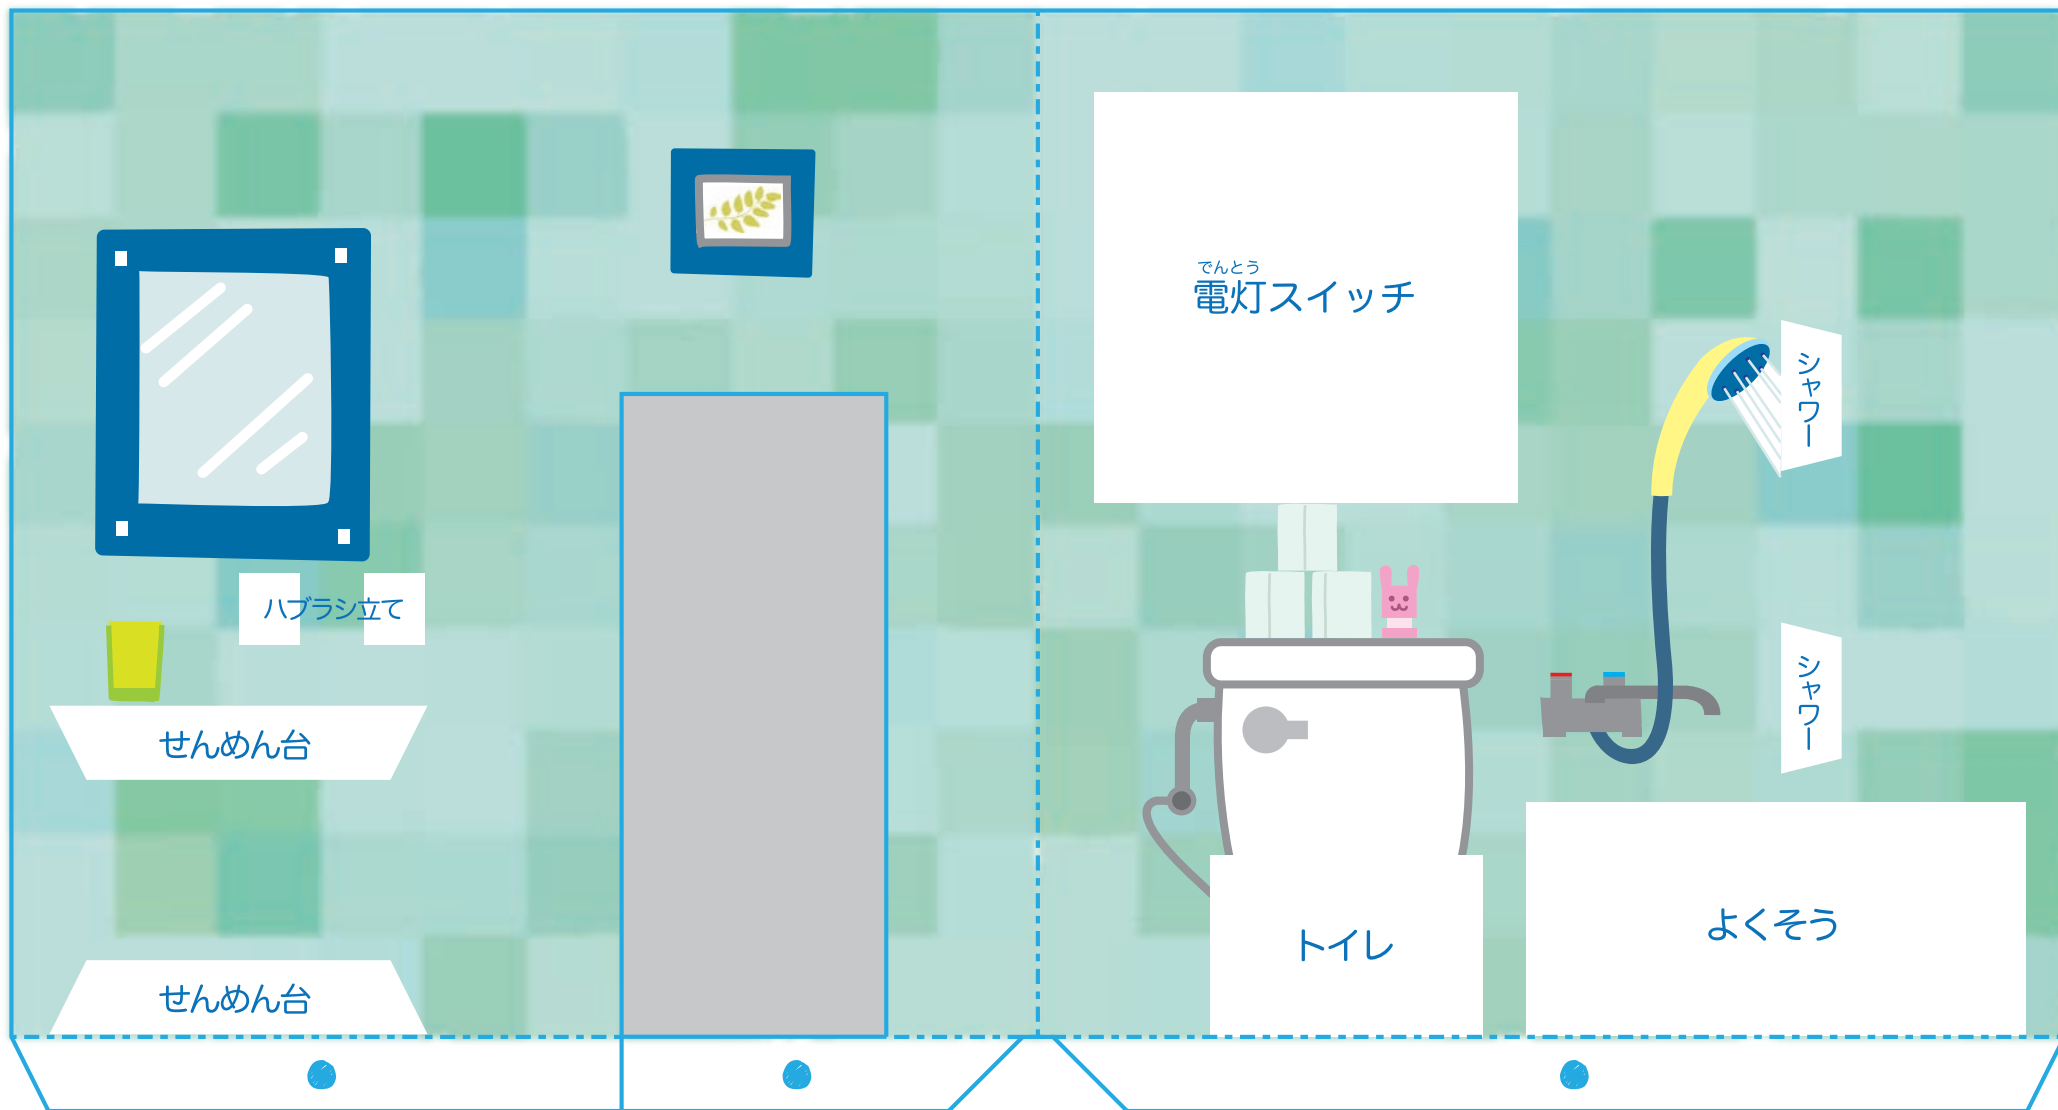 でんとう
電灯スイッチ
シャワー
ハブラシ立て
せんめん台
シャワー
よくそう
トイレ
せんめん台